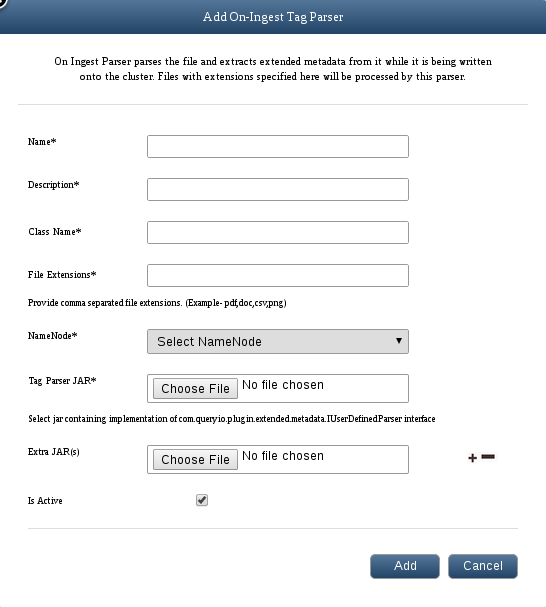 Add On-Ingest Tag Parser
On Ingest Parser parses the file and extracts extended metadata from it while it is being written
onto the cluster. Files with extensions specified here will be processed by this parser.
Name*
Description*
Class Name*
File Extensions*
Provide comma separated file extensions. (Example- pdf,doc,csv,png)
NameNode*
Select NameNode
Tag Parser JAR*
Choose File No file chosen
Select jar containing implementation of com.queryio.plugin.extended.metadata.IUserDefinedParser interface
Extra JAR(s)
Choose File No file chosen
Is Active
Add Cancel